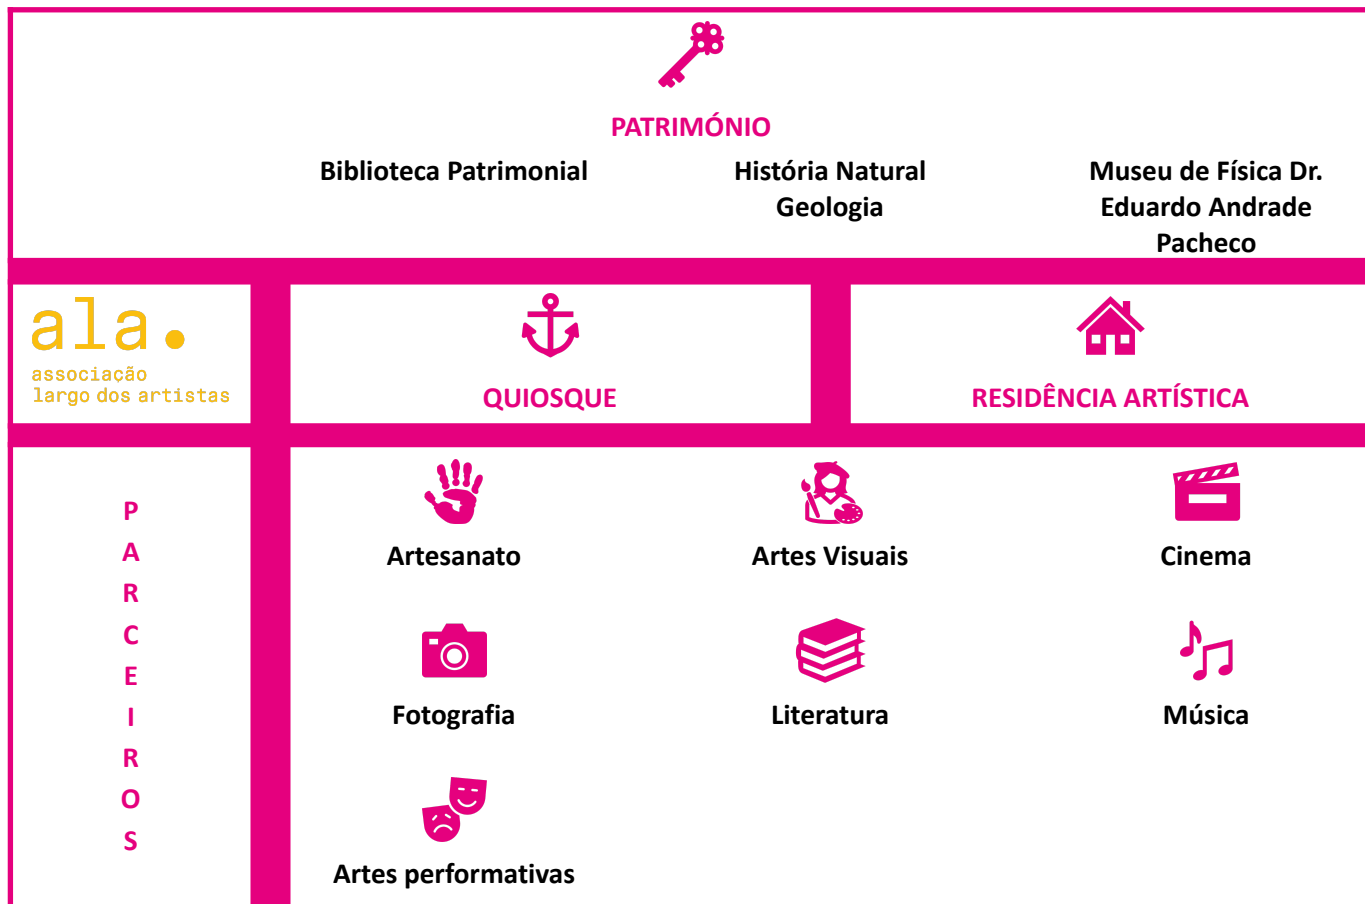 PATRIMÓNIO
Biblioteca Patrimonial
História Natural
Geologia
Museu de Física Dr.
Eduardo Andrade
Pacheco
ala.
associação
largo dos artistas
QUIOSQUE
RESIDÊNCIA ARTÍSTICA
P
A
R
C
E
I
R
O
S
Artesanato
Artes Visuais
Cinema
Fotografia
Literatura
Música
Artes performativas